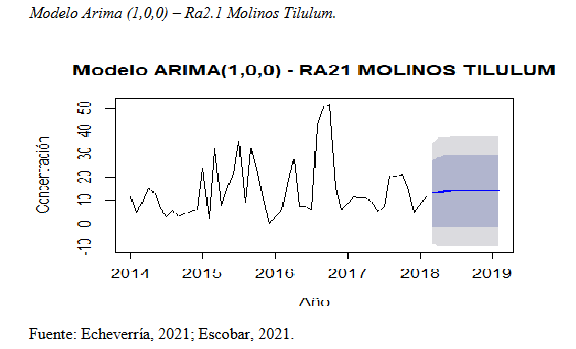 Modelo Arima (1,0,0) – Ra2.1 Molinos Tilulum.
Modelo ARIMA(1,0,0) - RA21 MOLINOS TILULUM
Concentración
50
40
30
20
10
0
-10
2014 2015 2016 2017 2018 2019
Año
Fuente: Echeverría, 2021; Escobar, 2021.